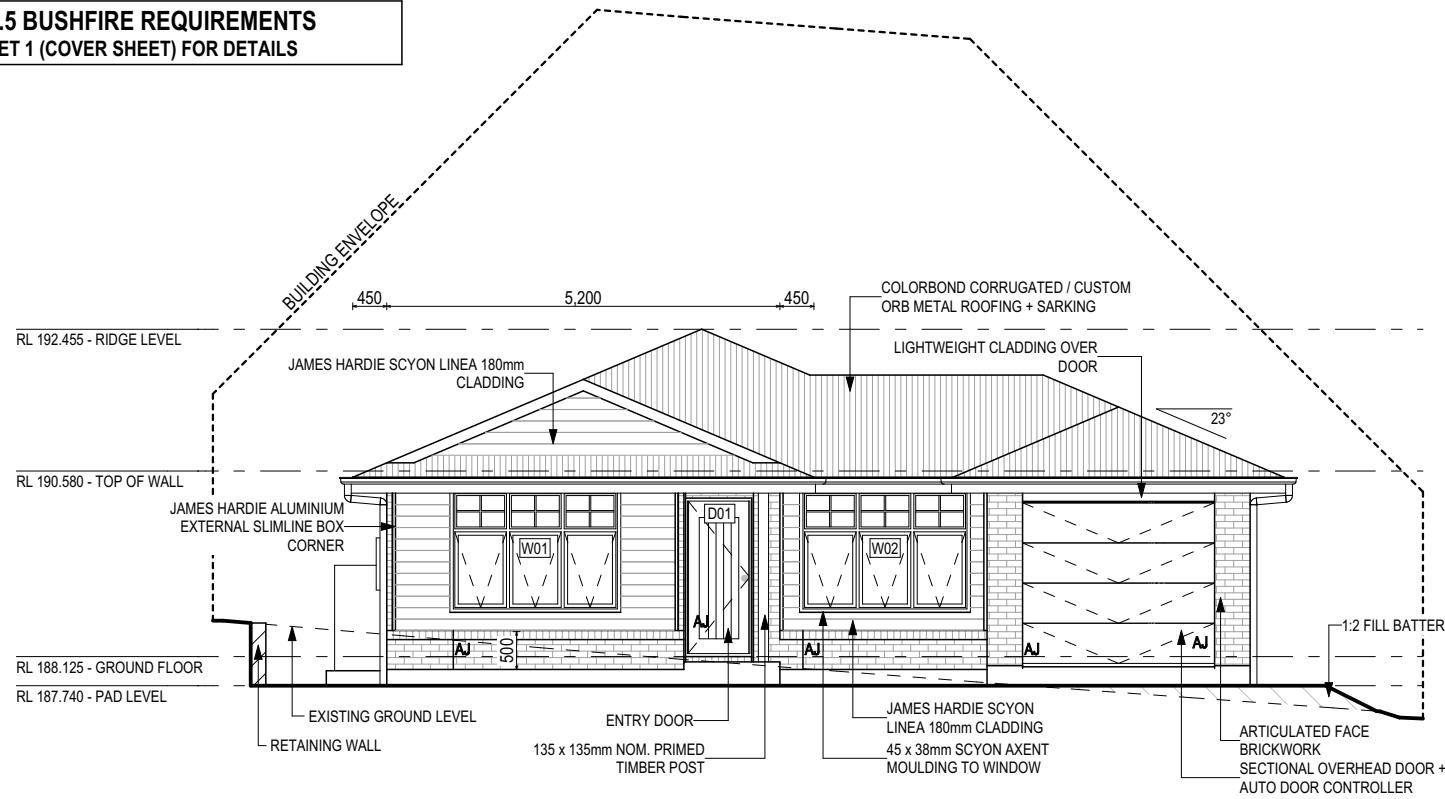 .5 BUSHFIRE REQUIREMENTS
ET 1 (COVER SHEET) FOR DETAILS
BUILDING ENVELOPE
450
5,200
450
COLORBOND CORRUGATED / CUSTOM
ORB METAL ROOFING + SARKING
RL 192.455 - RIDGE LEVEL
LIGHTWEIGHT CLADDING OVER
DOOR
JAMES HARDIE SCYON LINEA 180mm
CLADDING
23°
RL 190.580 - TOP OF WALL
JAMES HARDIE ALUMINIUM
EXTERNAL SLIMLINE BOX
CORNER
D01
W01
W02
AJ
1:2 FILL BATTER
AJ
500
AJ
AJ
AJ
RL 188.125 - GROUND FLOOR
RL 187.740 - PAD LEVEL
EXISTING GROUND LEVEL
RETAINING WALL
ENTRY DOOR
135 x 135mm NOM. PRIMED
TIMBER POST
JAMES HARDIE SCYON
LINEA 180mm CLADDING
45 x 38mm SCYON AXENT
MOULDING TO WINDOW
ARTICULATED FACE
BRICKWORK
SECTIONAL OVERHEAD DOOR +
AUTO DOOR CONTROLLER